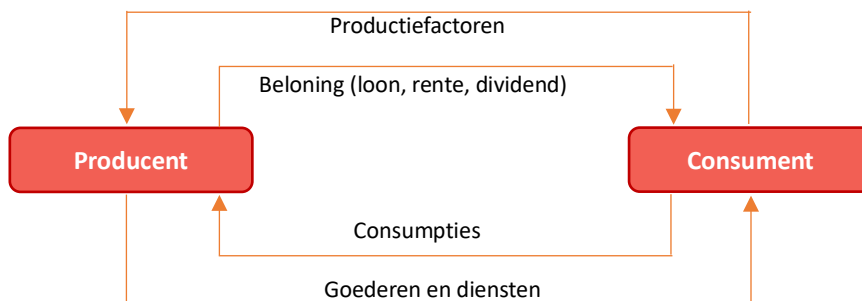 Productiefactoren
Beloning (loon, rente, dividend)
Producent
Consument
Consumpties
Goederen en diensten